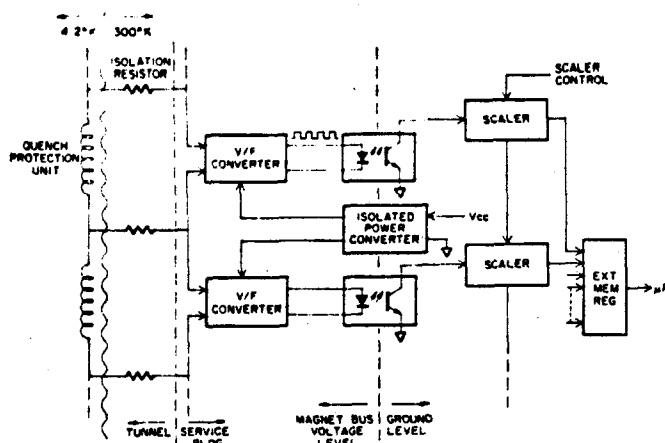 4.2°K 300°K
ISOLATION
RESISTOR
QUENCH
PROTECTION
UNIT
V/F
CONVERTER
SCALER
CONTROL
SCALER
ISOLATED
POWER
CONVERTER
Vcc
V/F
CONVERTER
SCALER
EXT
MEM
REG
μP
TUNNEL
SERVICE
BLDG
MAGNET BUS
VOLTAGE
LEVEL
GROUND
LEVEL